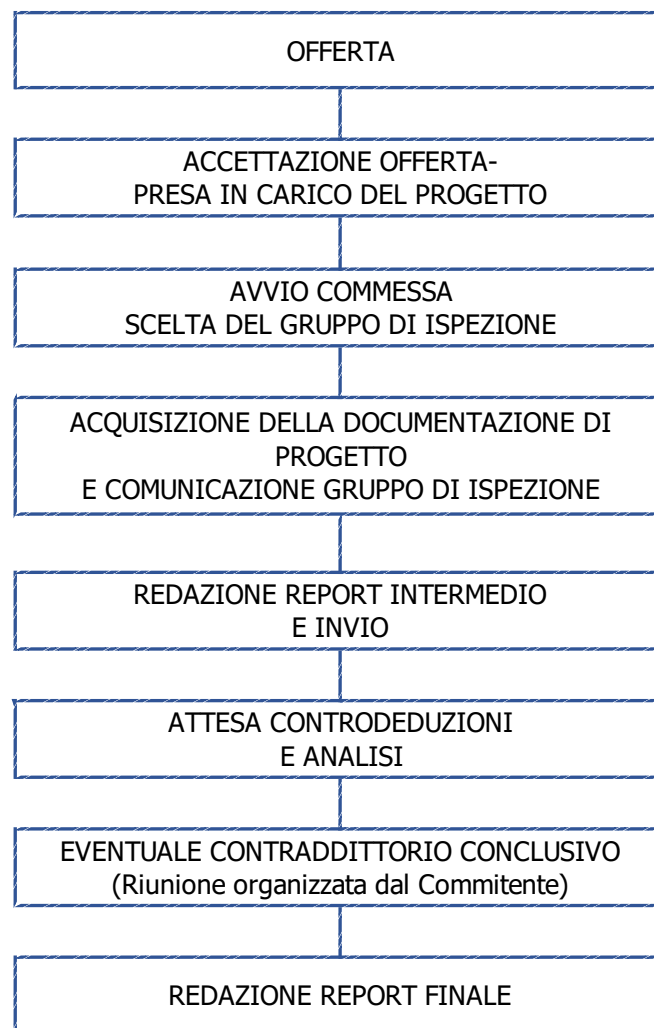 OFFERTA
ACCETTAZIONE OFFERTA-
PRESA IN CARICO DEL PROGETTO
AVVIO COMMESSA
SCELTA DEL GRUPPO DI ISPEZIONE
ACQUISIZIONE DELLA DOCUMENTAZIONE DI
PROGETTO
E COMUNICAZIONE GRUPPO DI ISPEZIONE
REDAZIONE REPORT INTERMEDIO
E INVIO
ATTESA CONTRODEDUZIONI
E ANALISI
EVENTUALE CONTRADDITTORIO CONCLUSIVO
(Riunione organizzata dal Commitente)
REDAZIONE REPORT FINALE